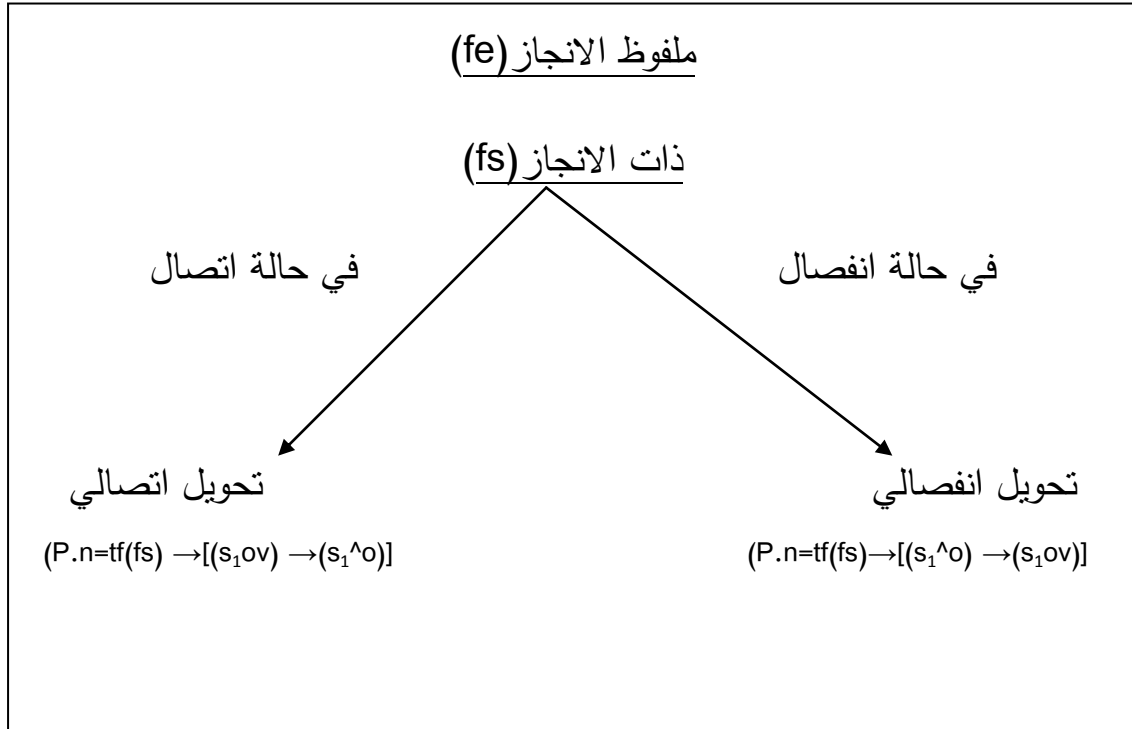 ملفوظ الانجاز(fe)
ذات الانجاز(fs)
في حالة انفصال
في حالة اتصال
تحويل انفصالي
(P.n=tf(fs)→[(s₁^o) →(s₁ov)]
تحويل اتصالي
(P.n=tf(fs) →[(s₁ov) →(s₁^o)]